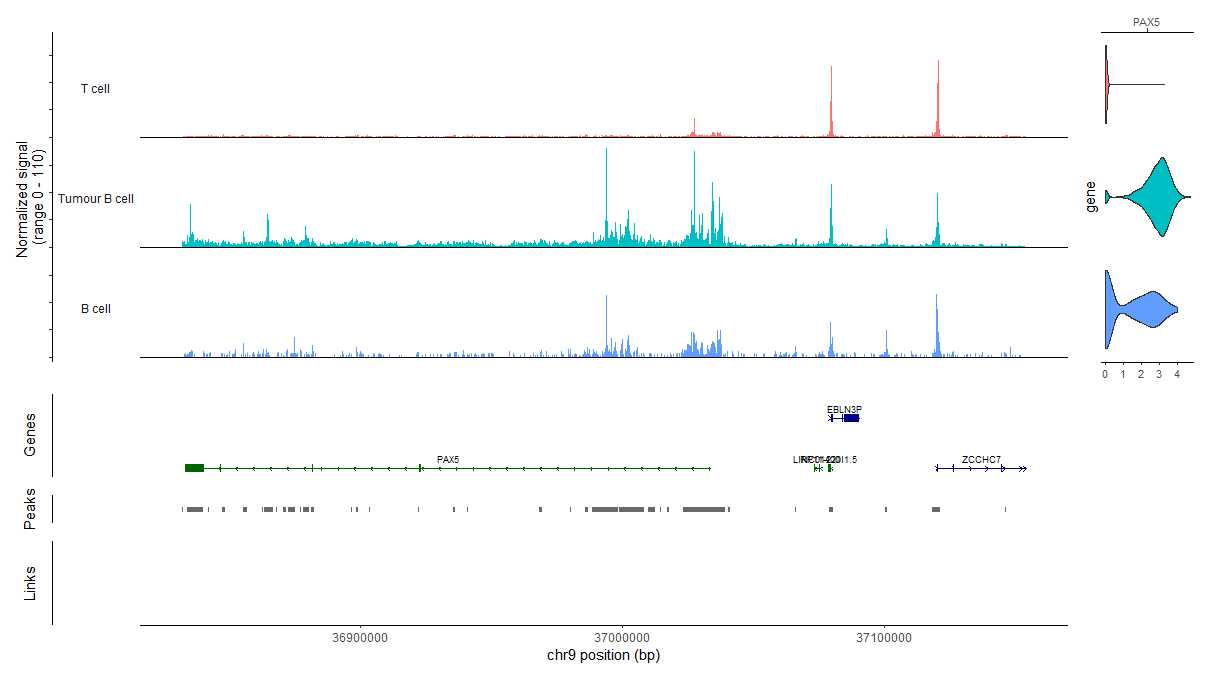 PAX5
T cell
Tumour B cell
B cell
Normalized signal
(range 0 - 110)
gene
0 1 2 3 4
Genes
EBLN3P
PAX5
ZCCHC7
Peaks
Links
36900000 37000000 37100000
chr9 position (bp)